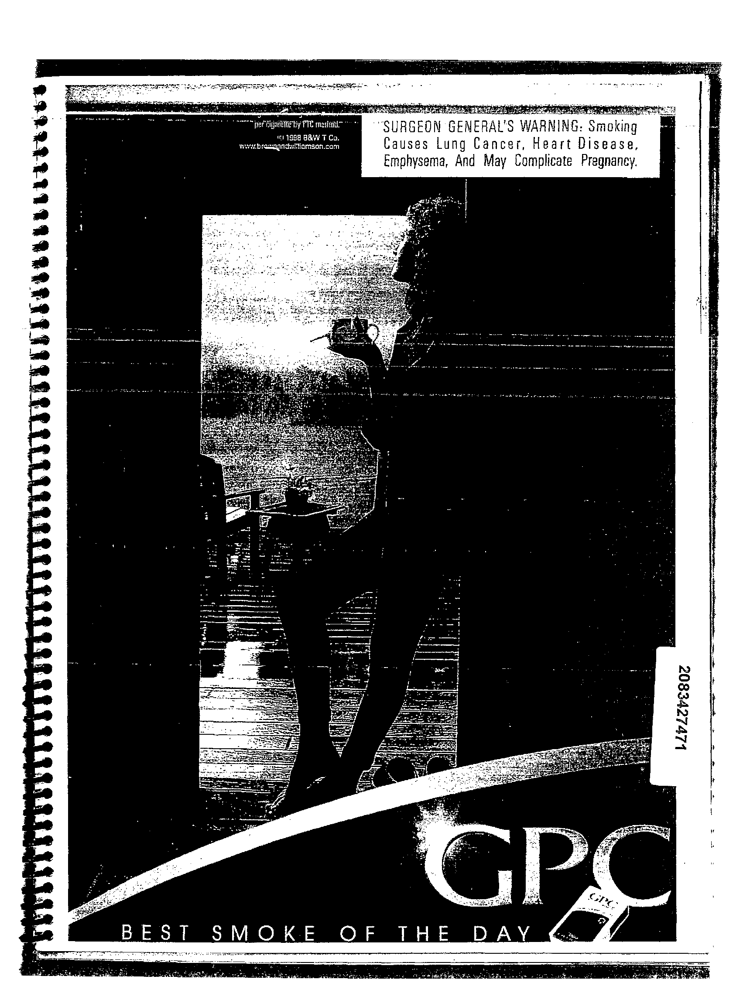 per cigarette by FTC method.
1998 B&W T Co.
www.brownandwilliamson.com
"SURGEON GENERAL'S WARNING: Smoking
Causes Lung Cancer, Heart Disease,
Emphysema, And May Complicate Pregnancy.
2083427471
GPC
GPC
BEST SMOKE OF THE DAY